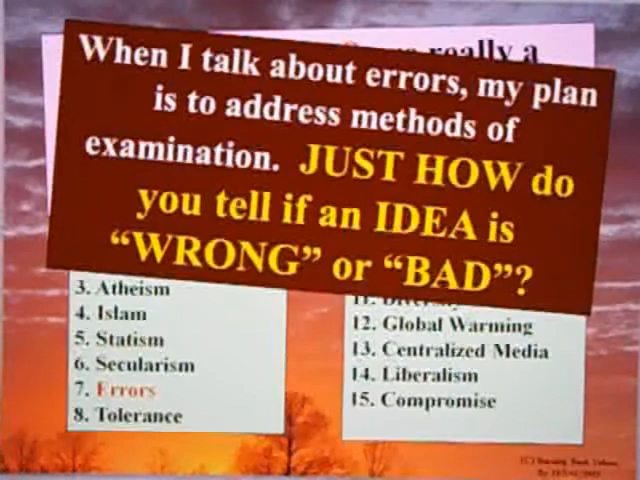 really a
When I talk about errors, my plan
is to address methods of
examination. JUST HOW do
you tell if an IDEA is
“WRONG” or “BAD”?
3. Atheism
4. Islam
5. Statism
6. Secularism
7. Errors
8. Tolerance
11.
12. Global Warming
13. Centralized Media
14. Liberalism
15. Compromise